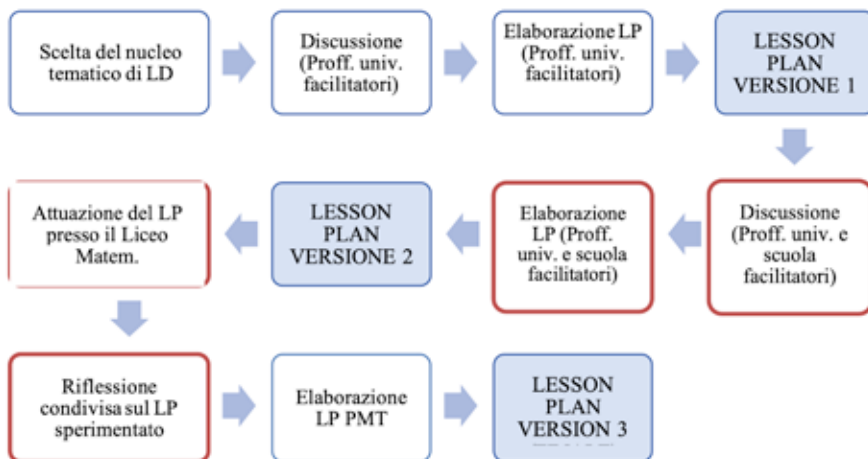 Scelta del nucleo
tematico di LD
Discussione
(Proff. univ.
facilitatori)
Elaborazione LP
(Proff. univ.
facilitatori)
LESSON
PLAN
VERSIONE 1
Discussione
(Proff. univ. e
scuola
facilitatori)
Elaborazione
LP (Proff.
univ. e scuola
facilitatori)
LESSON
PLAN
VERSIONE 2
Attuazione del LP
presso il Liceo
Matem.
Riflessione
condivisa sul LP
sperimentato
Elaborazione
LP PMT
LESSON
PLAN
VERSION 3